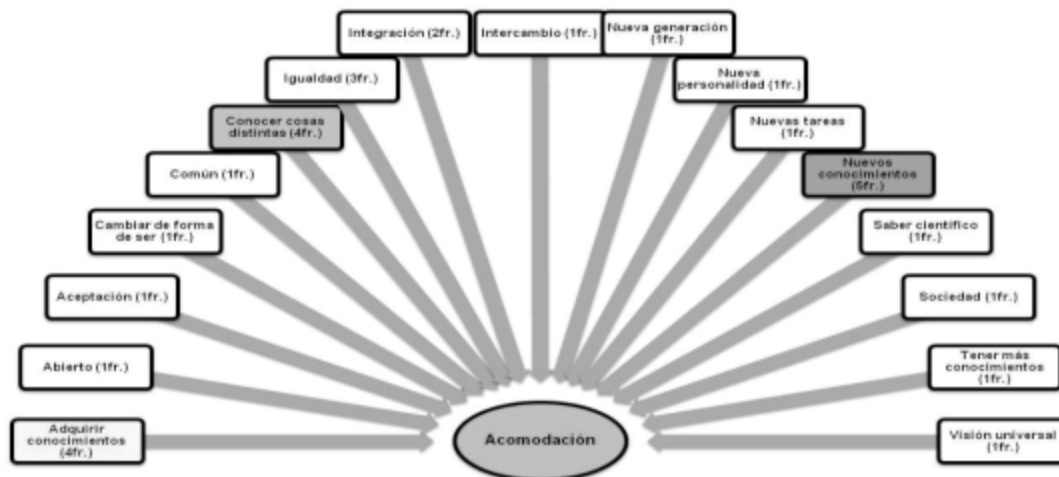 Integración (2fr.)
Intercambio (1fr.)
Nueva generación
(1fr.)
Igualdad (3fr.)
Nueva
personalidad (1fr.)
Conocer cosas
distintas (4fr.)
Nuevas tareas
(1fr.)
Común (1fr.)
Nuevos
conocimientos
(5fr.)
Cambiar de forma
de ser (1fr.)
Saber científico
(1fr.)
Aceptación (1fr.)
Sociedad (1fr.)
Abierto (1fr.)
Tener más
conocimientos
(1fr.)
Adquirir
conocimientos
(4fr.)
Acomodación
Visión universal
(1fr.)